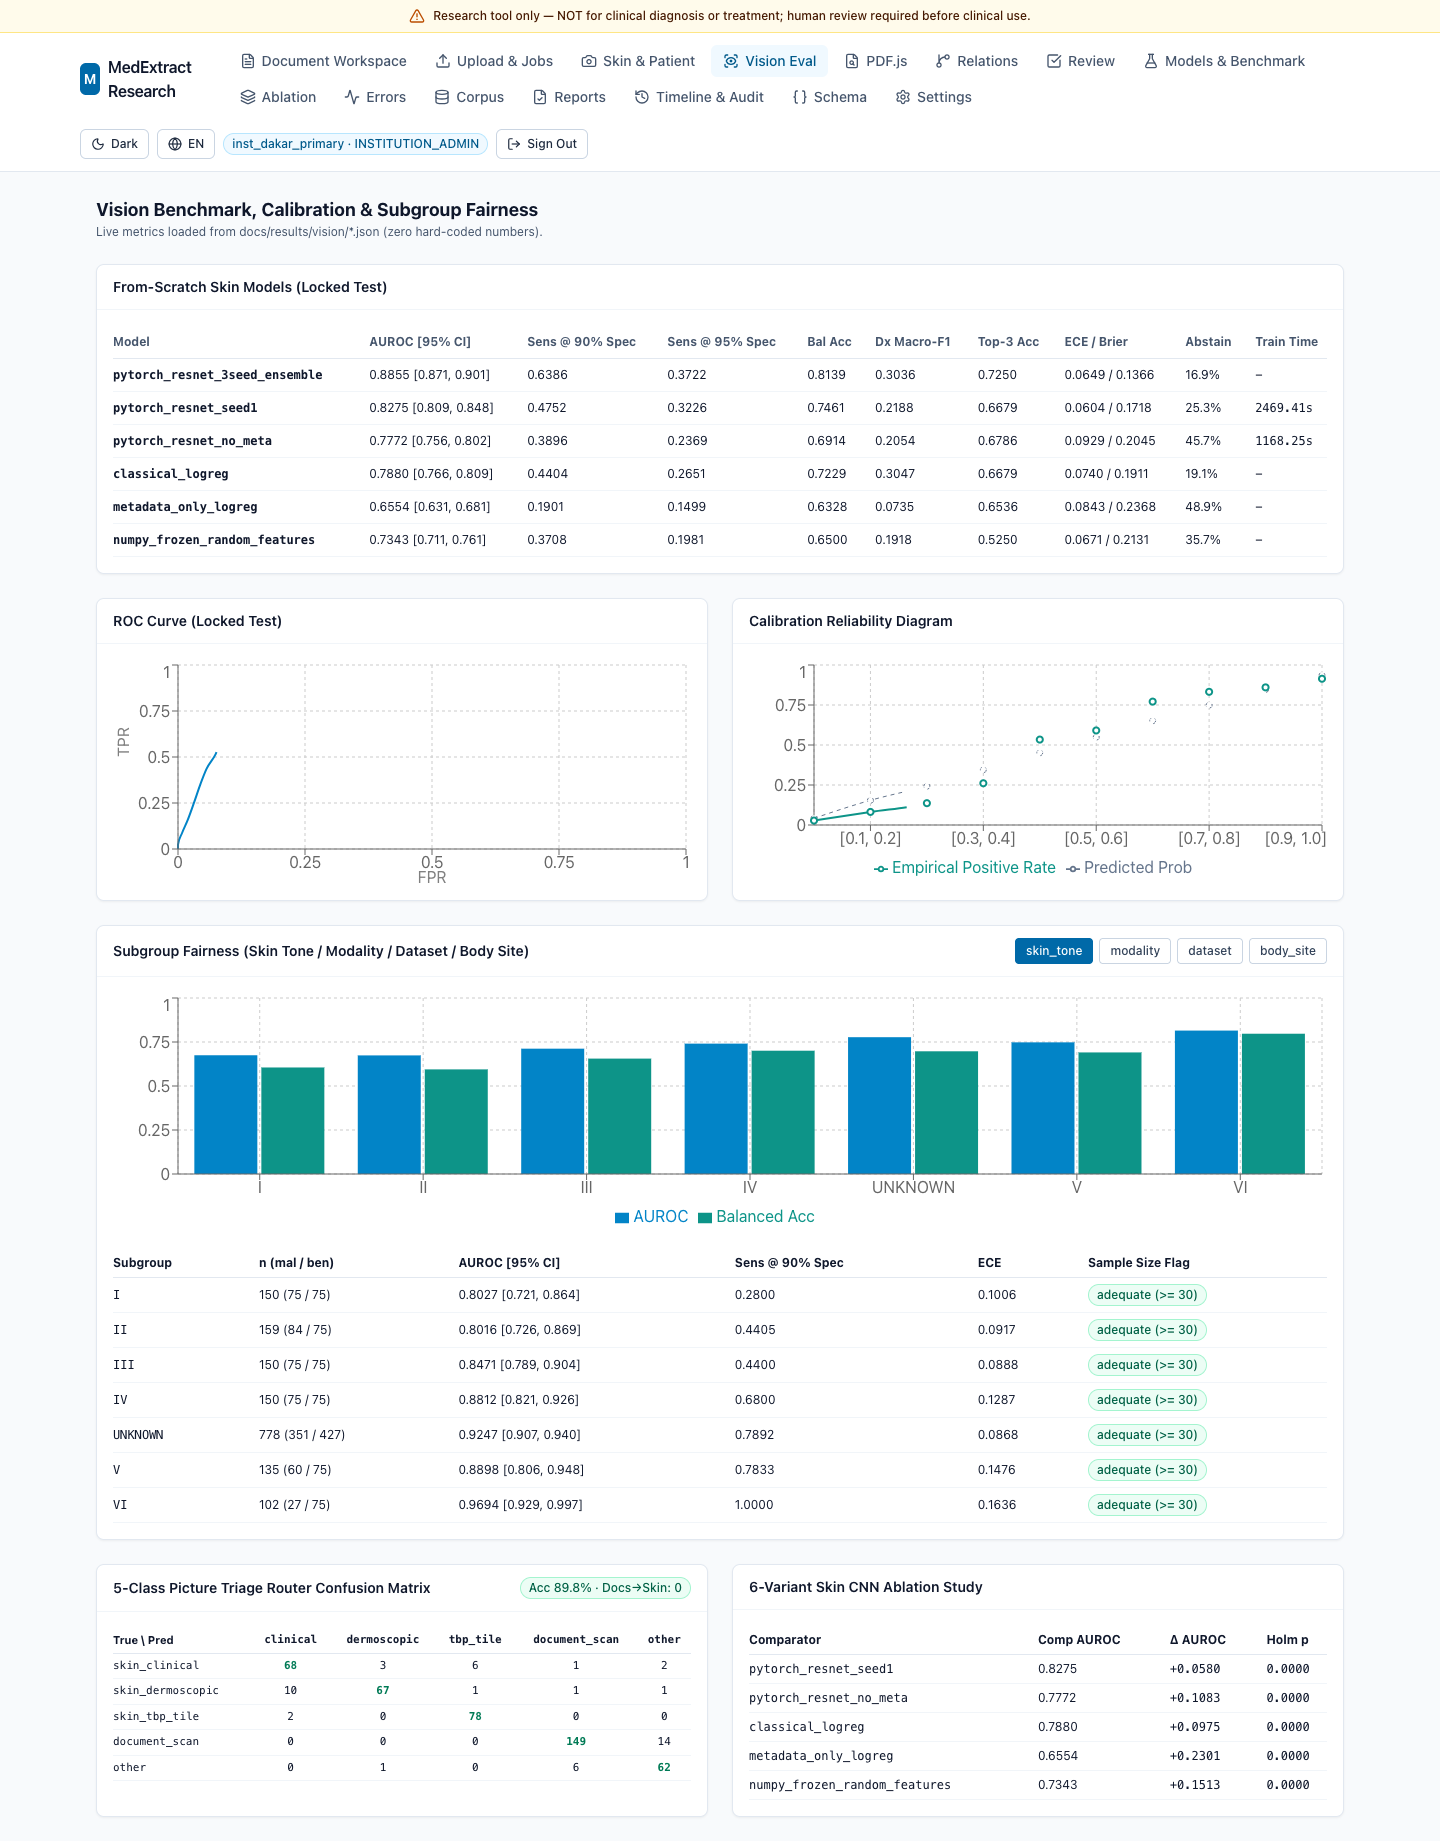 Research tool only — NOT for clinical diagnosis or treatment; human review required before clinical use.
M
MedExtract
Research
Document Workspace Upload & Jobs Skin & Patient Vision Eval PDF.js Relations Review Models & Benchmark
Ablation Errors Corpus Reports Timeline & Audit Schema Settings
Dark EN inst_dakar_primary · INSTITUTION_ADMIN Sign Out
Vision Benchmark, Calibration & Subgroup Fairness
Live metrics loaded from docs/results/vision/*.json (zero hard-coded numbers).
From-Scratch Skin Models (Locked Test)
Model AUROC [95% CI] Sens @ 90% Spec Sens @ 95% Spec Bal Acc Dx Macro-F1 Top-3 Acc ECE / Brier Abstain Train Time
pytorch_resnet_3seed_ensemble 0.8855 [0.871, 0.901] 0.6386 0.3722 0.8139 0.3036 0.7250 0.0649 / 0.1366 16.9% –
pytorch_resnet_seed1 0.8275 [0.809, 0.848] 0.4752 0.3226 0.7461 0.2188 0.6679 0.0604 / 0.1718 25.3% 2469.41s
pytorch_resnet_no_meta 0.7772 [0.756, 0.802] 0.3896 0.2369 0.6914 0.2054 0.6786 0.0929 / 0.2045 45.7% 1168.25s
classical_logreg 0.7880 [0.766, 0.809] 0.4404 0.2651 0.7229 0.3047 0.6679 0.0740 / 0.1911 19.1% –
metadata_only_logreg 0.6554 [0.631, 0.681] 0.1901 0.1499 0.6328 0.0735 0.6536 0.0843 / 0.2368 48.9% –
numpy_frozen_random_features 0.7343 [0.711, 0.761] 0.3708 0.1981 0.6500 0.1918 0.5250 0.0671 / 0.2131 35.7% –
ROC Curve (Locked Test)
1
0.75
0.5
0.25
0
TPR
0 0.25 0.5 0.75 1
FPR
Calibration Reliability Diagram
1
0.75
0.5
0.25
0
[0.1, 0.2] [0.3, 0.4] [0.5, 0.6] [0.7, 0.8] [0.9, 1.0]
Empirical Positive Rate Predicted Prob
Subgroup Fairness (Skin Tone / Modality / Dataset / Body Site)
skin_tone modality dataset body_site
1
0.75
0.5
0.25
0
I II III IV UNKNOWN V VI
AUROC Balanced Acc
Subgroup n (mal / ben) AUROC [95% CI] Sens @ 90% Spec ECE Sample Size Flag
I 150 (75 / 75) 0.8027 [0.721, 0.864] 0.2800 0.1006 adequate (>= 30)
II 159 (84 / 75) 0.8016 [0.726, 0.869] 0.4405 0.0917 adequate (>= 30)
III 150 (75 / 75) 0.8471 [0.789, 0.904] 0.4400 0.0888 adequate (>= 30)
IV 150 (75 / 75) 0.8812 [0.821, 0.926] 0.6800 0.1287 adequate (>= 30)
UNKNOWN 778 (351 / 427) 0.9247 [0.907, 0.940] 0.7892 0.0868 adequate (>= 30)
V 135 (60 / 75) 0.8898 [0.806, 0.948] 0.7833 0.1476 adequate (>= 30)
VI 102 (27 / 75) 0.9694 [0.929, 0.997] 1.0000 0.1636 adequate (>= 30)
5-Class Picture Triage Router Confusion Matrix Acc 89.8% · Docs→Skin: 0
True \ Pred clinical dermoscopic tbp_tile document_scan other
skin_clinical 68 3 6 1 2
skin_dermoscopic 10 67 1 1 1
skin_tbp_tile 2 0 78 0 0
document_scan 0 0 0 149 14
other 0 1 0 6 62
6-Variant Skin CNN Ablation Study
Comparator Comp AUROC Δ AUROC Holm p
pytorch_resnet_seed1 0.8275 +0.0580 0.0000
pytorch_resnet_no_meta 0.7772 +0.1083 0.0000
classical_logreg 0.7880 +0.0975 0.0000
metadata_only_logreg 0.6554 +0.2301 0.0000
numpy_frozen_random_features 0.7343 +0.1513 0.0000